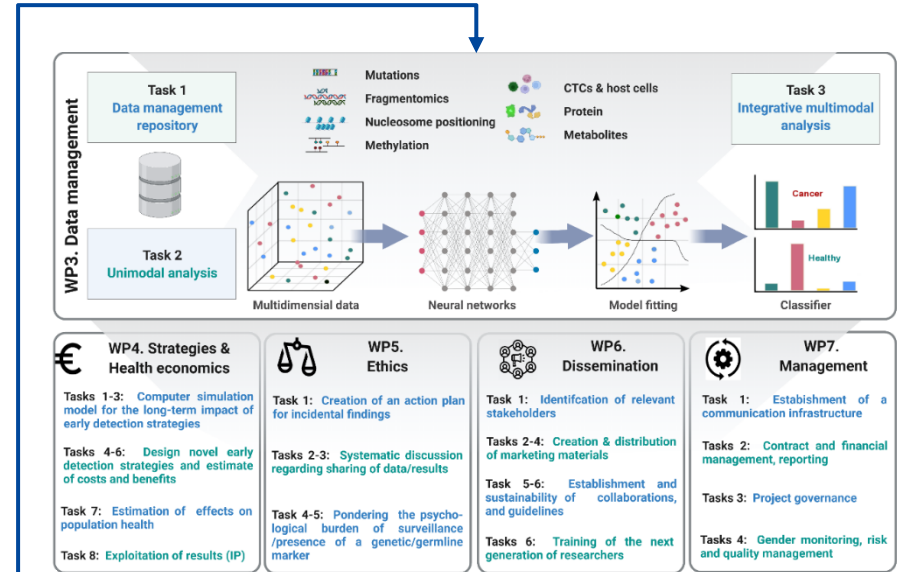 WP3. Data management
Task 1
Data management
repository
Task 2
Unimodal analysis
Mutations
Fragmentomics
Nucleosome positioning
Methylation
CTCs & host cells
Protein
Metabolites
Task 3
Integrative multimodal
analysis
Multidimensial data
Neural networks
Model fitting
Cancer
Healthy
Classifier
WP4. Strategies &
Health economics
Tasks 1-3: Computer simulation
model for the long-term impact of
early detection strategies
Tasks 4-6: Design novel early
detection strategies and estimate
of costs and benefits
Task 7: Estimation of effects on
population health
Task 8: Exploitation of results (IP)
WP5.
Ethics
Task 1: Creation of an action plan
for incidental findings
Tasks 2-3: Systematic discussion
regarding sharing of data/results
Task 4-5: Pondering the psycho-
logical burden of surveillance
/presence of a genetic/germline
marker
WP6.
Dissemination
Task 1: Identifcation of relevant
stakeholders
Tasks 2-4: Creation & distribution
of marketing materials
Task 5-6: Establishment and
sustainability of collaborations,
and guidelines
Tasks 6: Training of the next
generation of researchers
WP7.
Management
Task 1: Estabishment of a
communication infrastructure
Tasks 2: Contract and financial
management, reporting
Tasks 3: Project governance
Tasks 4: Gender monitoring, risk
and quality management